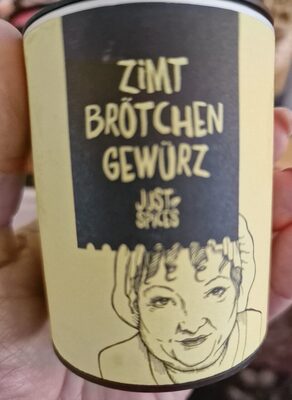 ZiMT
BRÖTCHEN
GEWÜRZ
JUST
SPICES